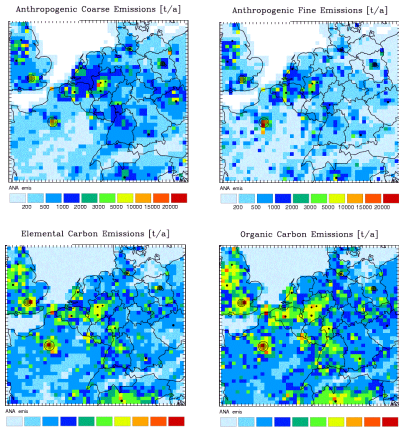 Anthropogenic Coarse Emissions [t/a]
Anthropogenic Fine Emissions [t/a]
ANA emis
200 500 1000 2000 3000 5000 10000 15000 20000
ANA emis
200 500 1000 2000 3000 5000 10000 15000 20000
Elemental Carbon Emissions [t/a]
Organic Carbon Emissions [t/a]
ANA emis
ANA emis